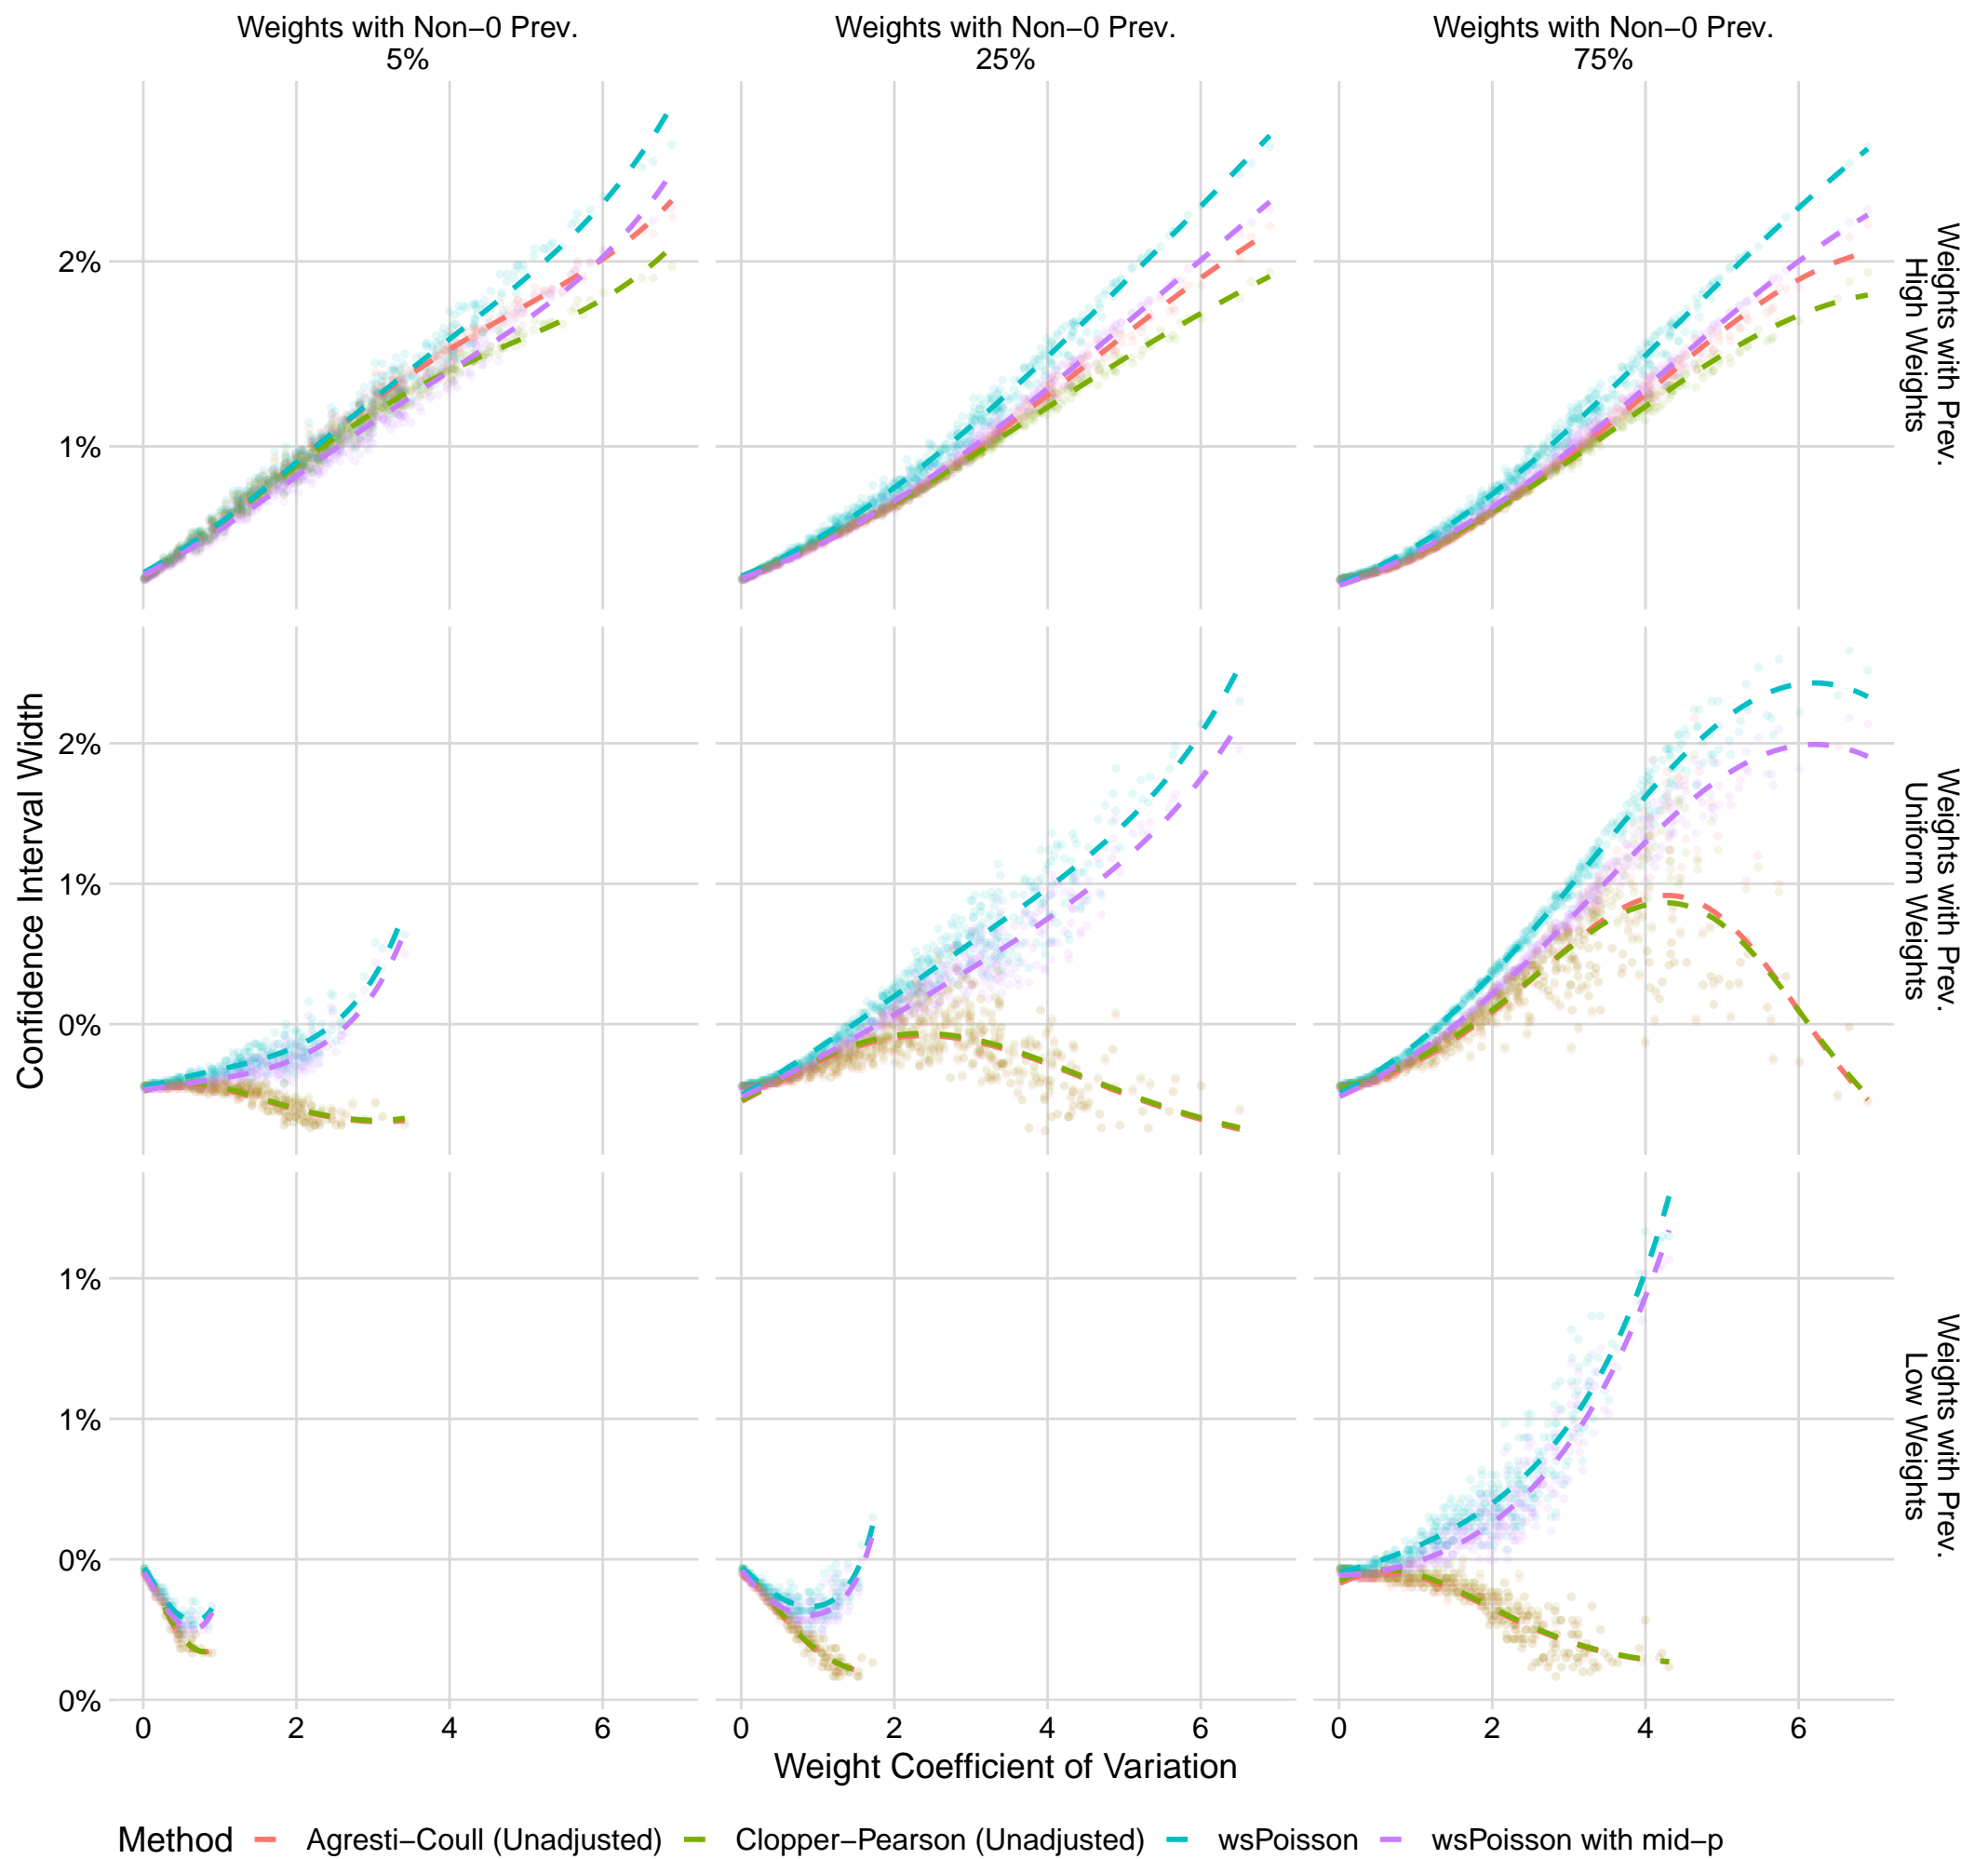 Weights with Non−0 Prev.
5%
Weights with Non−0 Prev.
25%
Weights with Non−0 Prev.
75%
2%
1%
Weights with Prev.
High Weights
Confidence Interval Width
2%
1%
0%
Weights with Prev.
Uniform Weights
1%
1%
0%
0%
Weights with Prev.
Low Weights
0 2 4 6
0 2 4 6
0 2 4 6
Weight Coefficient of Variation
Method Agresti−Coull (Unadjusted) Clopper−Pearson (Unadjusted) wsPoisson wsPoisson with mid−p